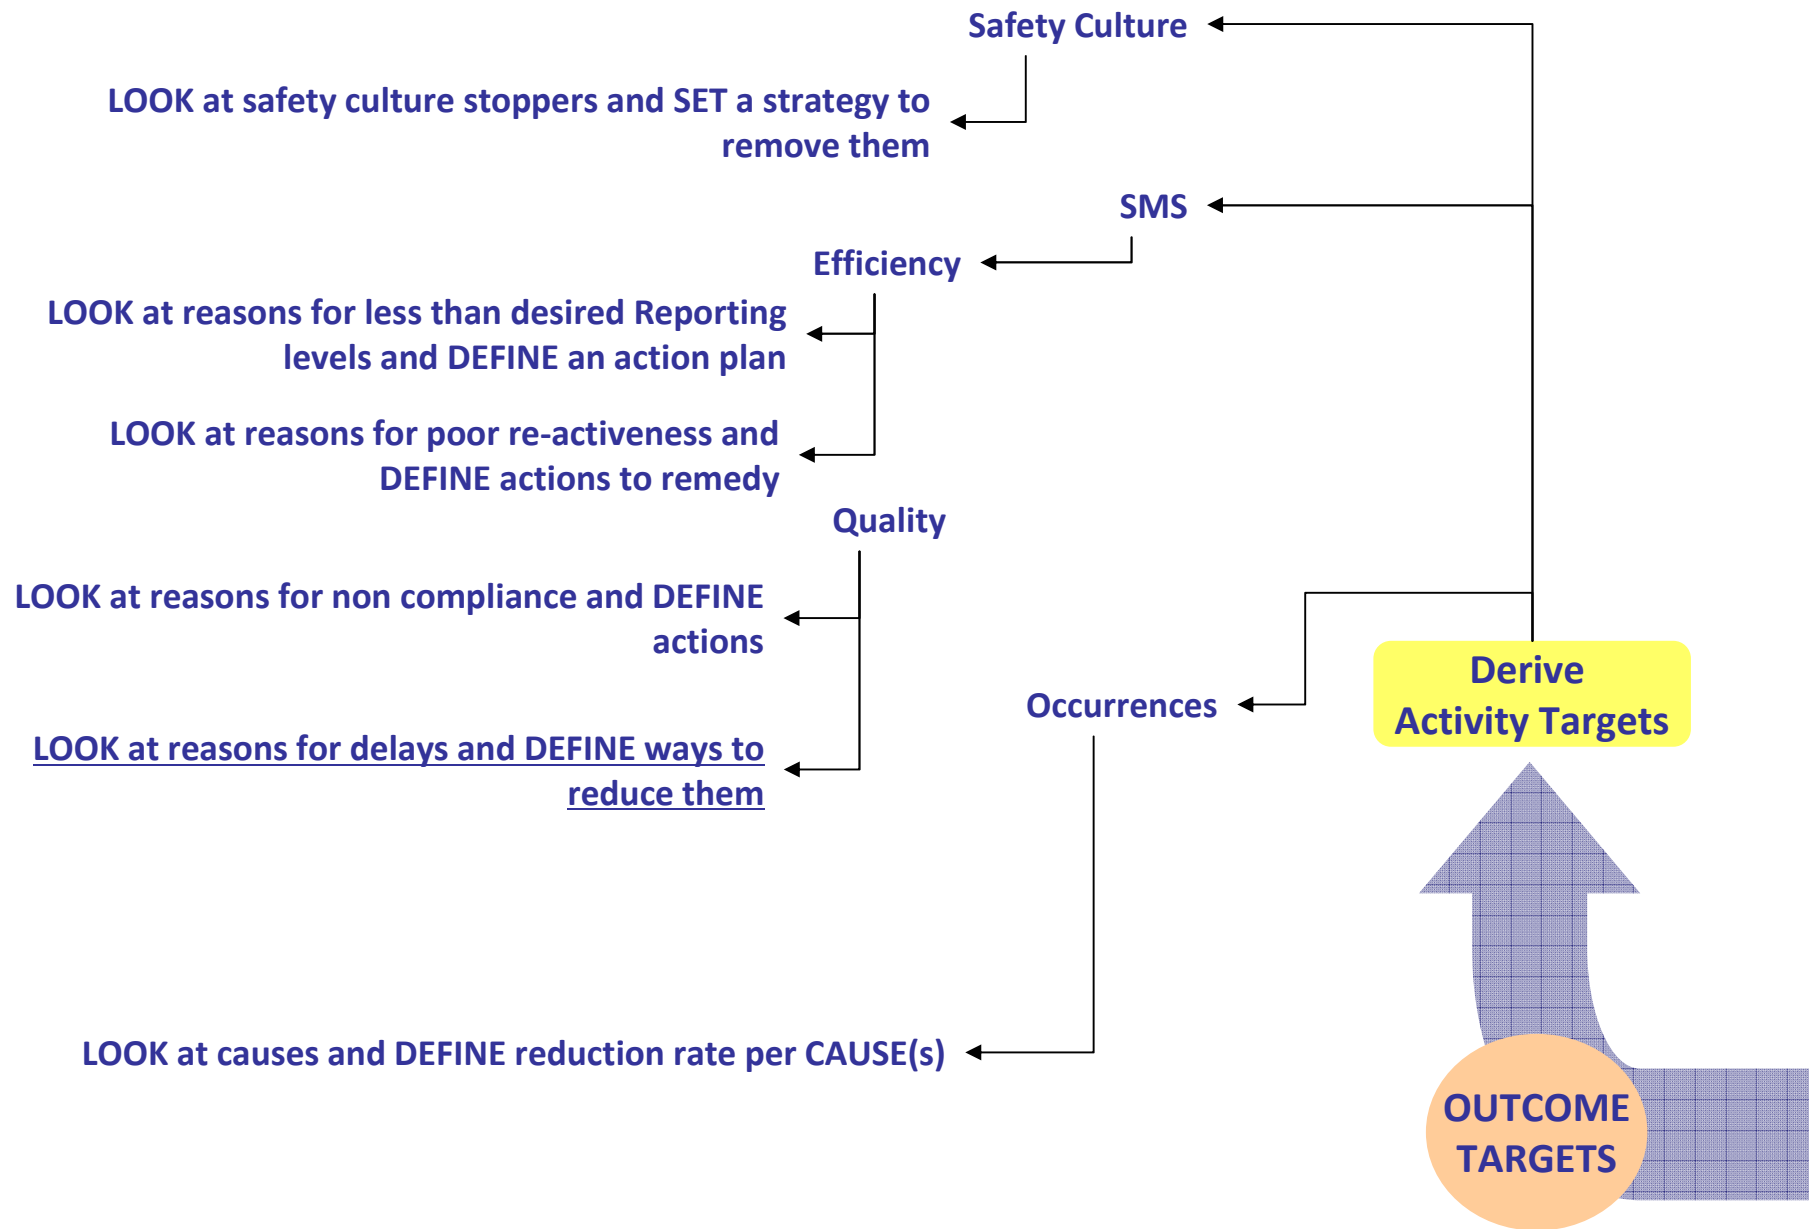 Safety Culture
LOOK at safety culture stoppers and SET a strategy to
remove them
SMS
Efficiency
LOOK at reasons for less than desired Reporting
levels and DEFINE an action plan
LOOK at reasons for poor re-activeness and
DEFINE actions to remedy
Quality
LOOK at reasons for non compliance and DEFINE
actions
LOOK at reasons for delays and DEFINE ways to
reduce them
Occurrences
LOOK at causes and DEFINE reduction rate per CAUSE(s)
Derive
Activity Targets
OUTCOME
TARGETS